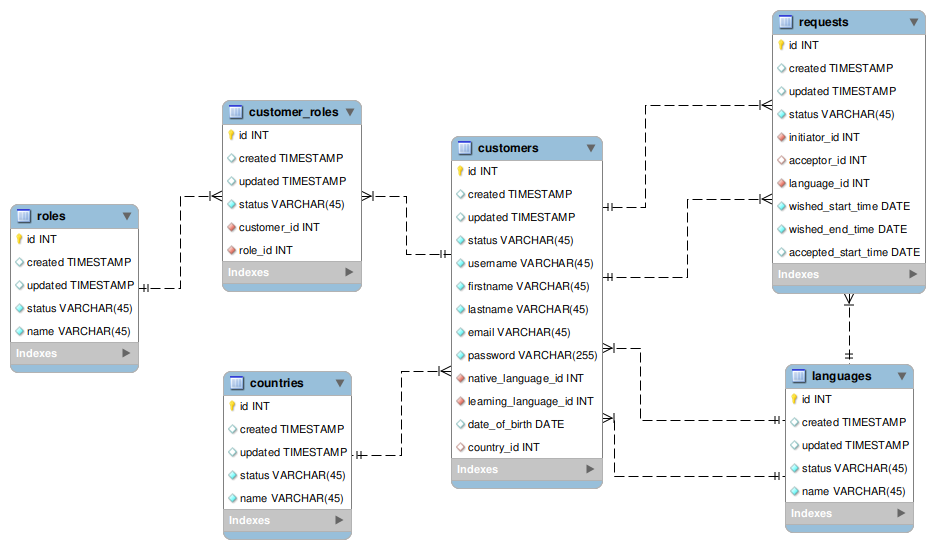 roles
id INT
created TIMESTAMP
updated TIMESTAMP
status VARCHAR(45)
name VARCHAR(45)
Indexes
customer_roles
id INT
created TIMESTAMP
updated TIMESTAMP
status VARCHAR(45)
customer_id INT
role_id INT
Indexes
countries
id INT
created TIMESTAMP
updated TIMESTAMP
status VARCHAR(45)
name VARCHAR(45)
Indexes
customers
id INT
created TIMESTAMP
updated TIMESTAMP
status VARCHAR(45)
username VARCHAR(45)
firstname VARCHAR(45)
lastname VARCHAR(45)
email VARCHAR(45)
password VARCHAR(255)
native_language_id INT
learning_language_id INT
date_of_birth DATE
country_id INT
Indexes
requests
id INT
created TIMESTAMP
updated TIMESTAMP
status VARCHAR(45)
initiator_id INT
acceptor_id INT
language_id INT
wished_start_time DATE
wished_end_time DATE
accepted_start_time DATE
Indexes
languages
id INT
created TIMESTAMP
updated TIMESTAMP
status VARCHAR(45)
name VARCHAR(45)
Indexes